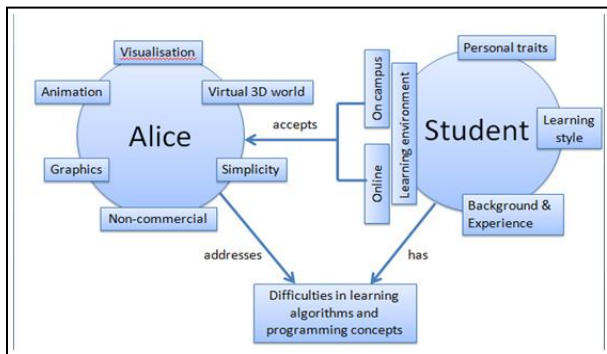 Visualisation
Personal traits
Animation
Virtual 3D world
On campus
Learning environment
accepts
Alice
Student
Learning
style
Graphics
Simplicity
Online
Non-commercial
Background &
Experience
addresses
has
Difficulties in learning
algorithms and
programming concepts